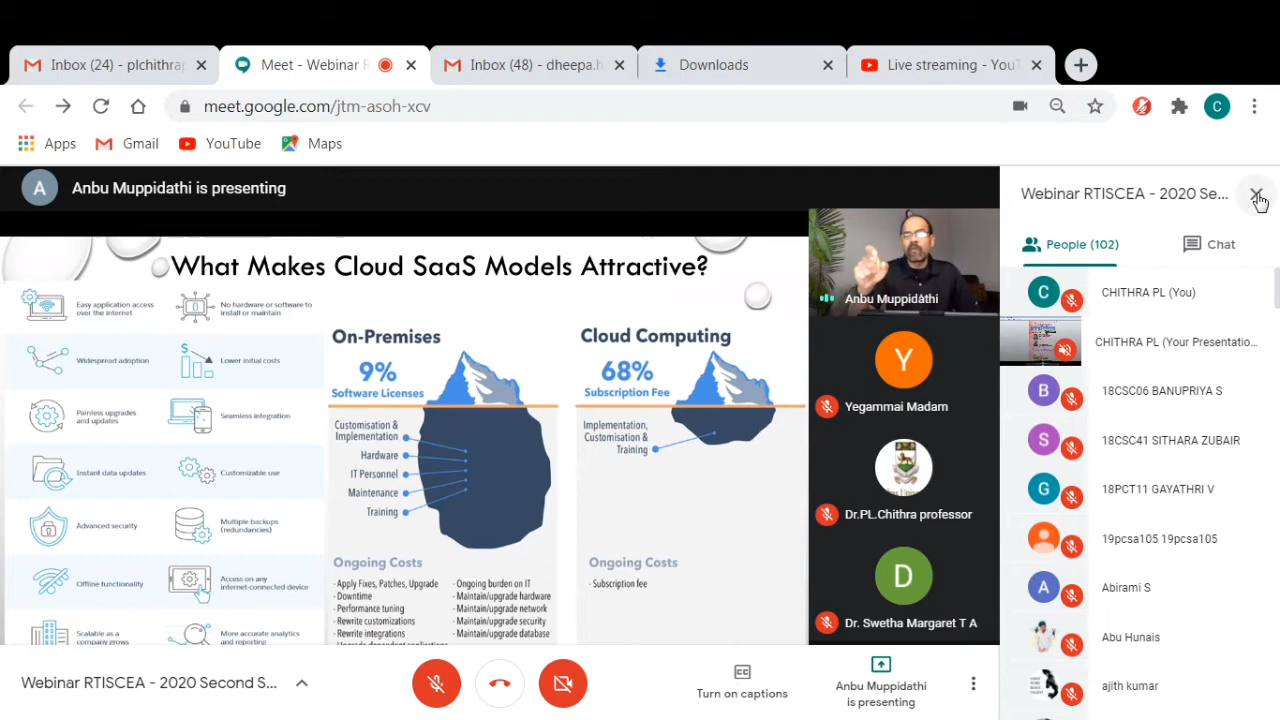 Inbox (24) - plchithrap
Meet - Webinar R
Inbox (48) - dheepa.h
Downloads
Live streaming - YouT
meet.google.com/jtm-asoh-xcv
C
Apps
Gmail
YouTube
Maps
A
Anbu Muppidathi is presenting
Webinar RTISCEA - 2020 Se...
People (102)
Chat
What Makes Cloud SaaS Models Attractive?
Easy application access
over the internet
No hardware or software to
install or maintain
Widespread adoption
Lower initial costs
Painless upgrades
and updates
Seamless integration
Instant data updates
Customizable use
Advanced security
Multiple backups
(redundancies)
Offline functionality
Access on any
internet-connected device
Scalable as a
company grows
More accurate analytics
and reporting
On-Premises
9%
Software Licenses
Customisation &
Implementation
Hardware
IT Personnel
Maintenance
Training
Ongoing Costs
· Apply Fixes, Patches, Upgrade
· Downtime
· Performance tuning
· Rewrite customizations
· Rewrite integrations
· Upgrade dependent applications
· Ongoing burden on IT
· Maintain/upgrade hardware
· Maintain/upgrade network
· Maintain/upgrade security
· Maintain/upgrade database
Cloud Computing
68%
Subscription Fee
Implementation,
Customisation &
Training
Ongoing Costs
· Subscription fee
Anbu Muppidathi
Y
Yegammai Madam
Dr.PL.Chithra professor
D
Dr. Swetha Margaret T A
C
CHITHRA PL (You)
CHITHRA PL (Your Presentatio...
B
18CSC06 BANUPRIYA S
S
18CSC41 SITHARA ZUBAIR
G
18PCT11 GAYATHRI V
19pcsa105 19pcsa105
A
Abirami S
Abu Hunais
ajith kumar
Webinar RTISCEA - 2020 Second S...
Turn on captions
Anbu Muppidathi
is presenting